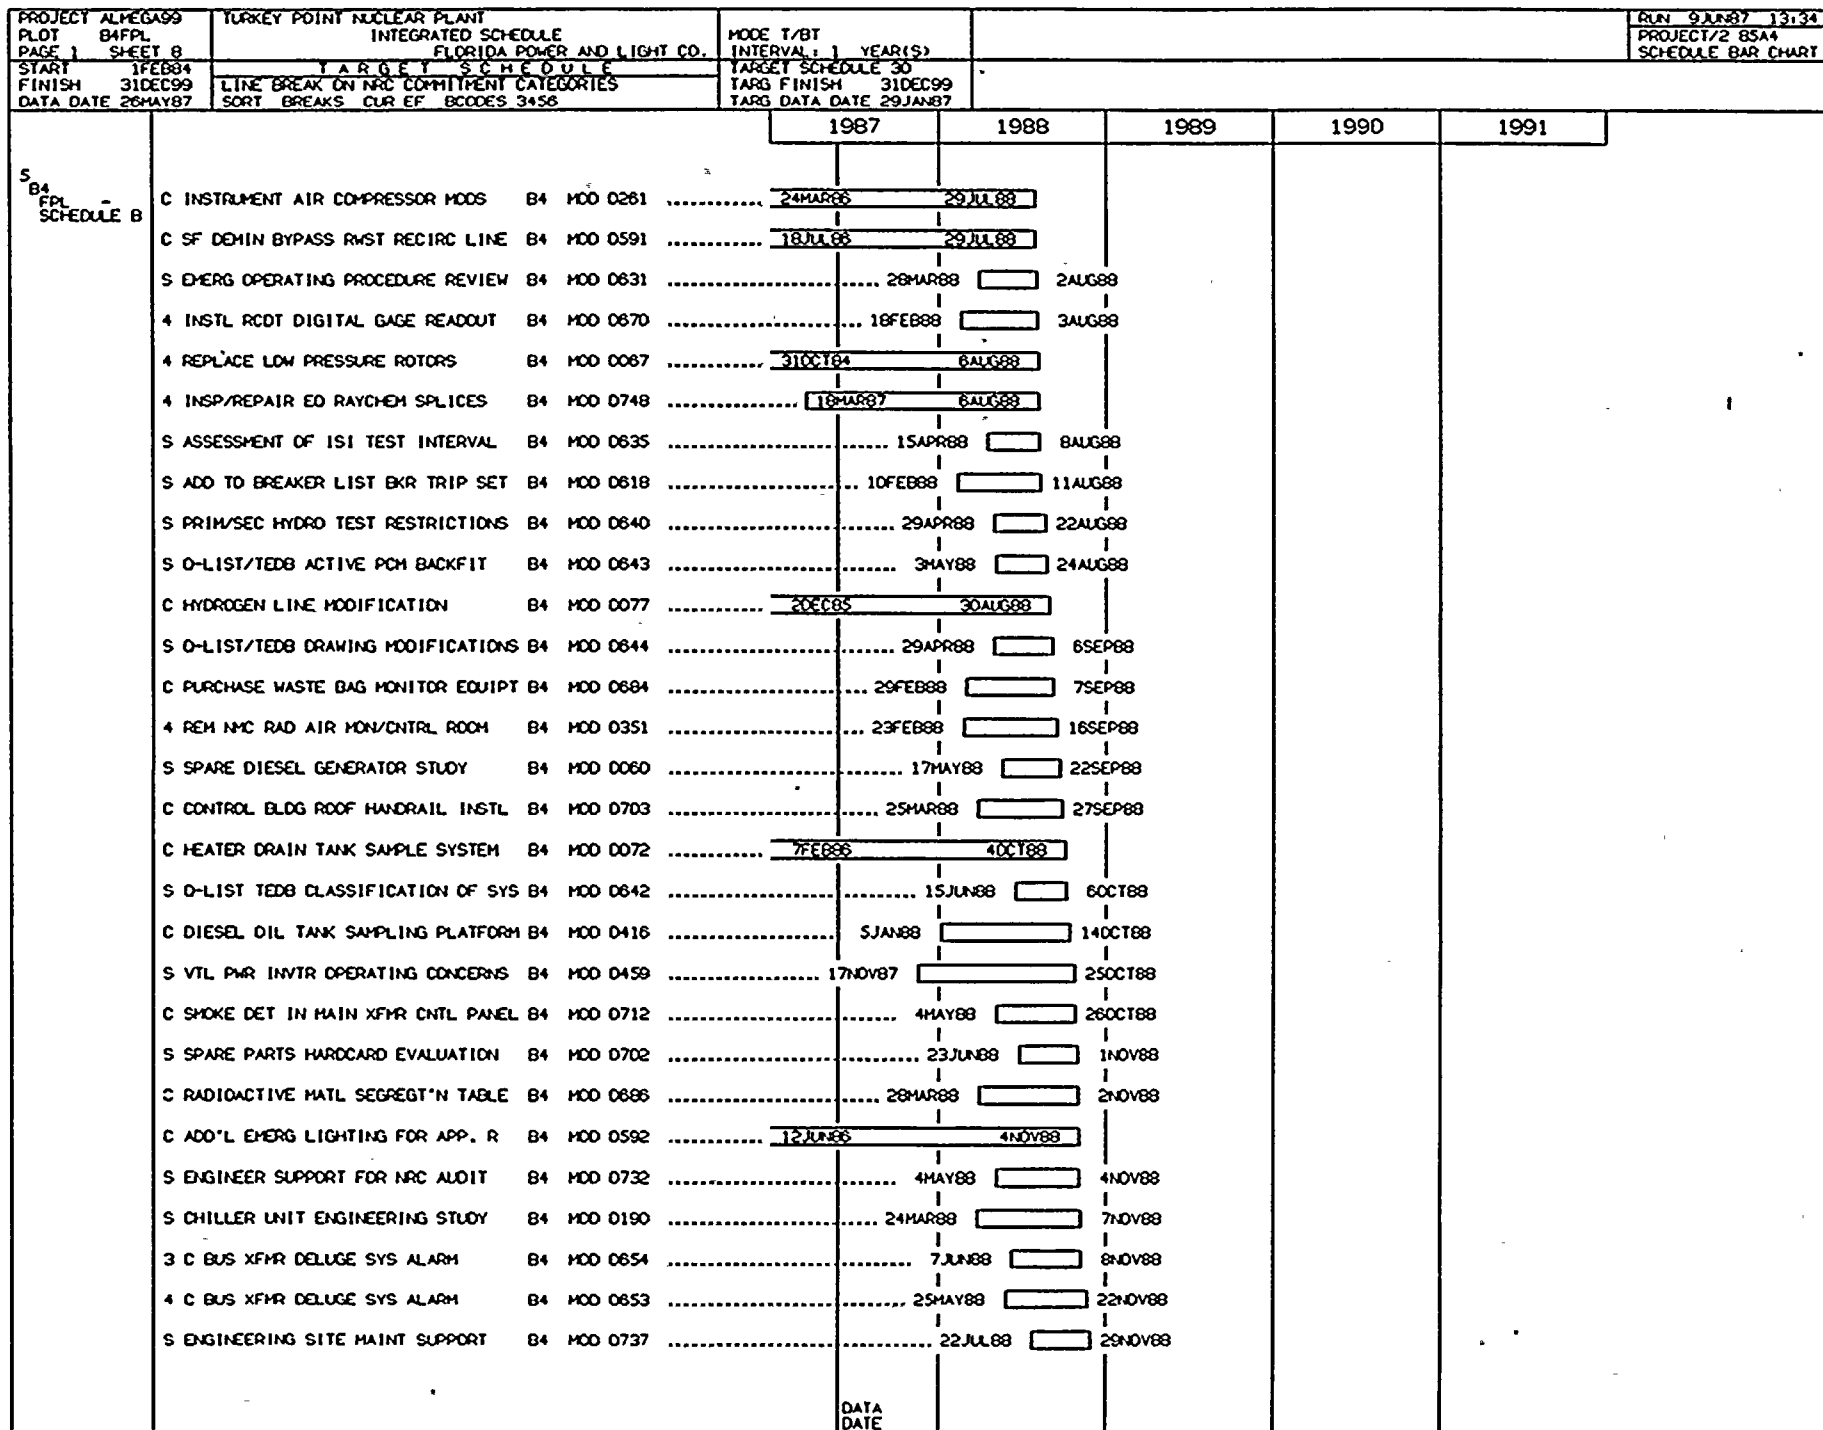 PROJECT ALMEGA99
PLOT B4FPL
PAGE 1 SHEET 8
START 1FEB84
FINISH 31DEC99
DATA DATE 26MAY87
TURKEY POINT NUCLEAR PLANT
INTEGRATED SCHEDULE
FLORIDA POWER AND LIGHT CO.
TARGET SCHEDULE
LINE BREAK ON NRC COMMITMENT CATEGORIES
SORT BREAKS CUR EF BCODES 3456
MODE T/BT
INTERVAL: 1 YEAR(S)
TARGET SCHEDULE 30
TARG FINISH 31DEC99
TARG DATA DATE 29JAN87
RUN 9JUN87 13:34
PROJECT/2 85A4
SCHEDULE BAR CHART
1987 1988 1989 1990 1991
S
B4
FPL -
SCHEDULE B
C INSTRUMENT AIR COMPRESSOR MODS B4 MOD 0261 24MAR86 29JUL88
C SF DEMIN BYPASS RWST RECIRC LINE B4 MOD 0591 18JUL86 29JUL88
S EMERG OPERATING PROCEDURE REVIEW B4 MOD 0631 28MAR88 2AUG88
4 INSTL RCDT DIGITAL GAGE READOUT B4 MOD 0670 18FEB88 3AUG88
4 REPLACE LOW PRESSURE ROTORS B4 MOD 0067 31OCT84 6AUG88
4 INSP/REPAIR EQ RAYCHEM SPLICES B4 MOD 0748 18MAR87 6AUG88
S ASSESSMENT OF ISI TEST INTERVAL B4 MOD 0635 15APR88 8AUG88
S ADD TO BREAKER LIST BKR TRIP SET B4 MOD 0618 10FEB88 11AUG88
S PRIM/SEC HYDRO TEST RESTRICTIONS B4 MOD 0640 29APR88 22AUG88
S Q-LIST/TEDB ACTIVE PCM BACKFIT B4 MOD 0643 3MAY88 24AUG88
C HYDROGEN LINE MODIFICATION B4 MOD 0077 2DEC85 30AUG88
S Q-LIST/TEDB DRAWING MODIFICATIONS B4 MOD 0644 29APR88 6SEP88
C PURCHASE WASTE BAG MONITOR EQUIPT B4 MOD 0684 29FEB88 7SEP88
4 REM NMC RAD AIR MON/CNTRL ROOM B4 MOD 0351 23FEB88 16SEP88
S SPARE DIESEL GENERATOR STUDY B4 MOD 0060 17MAY88 22SEP88
C CONTROL BLDG ROOF HANDRAIL INSTL B4 MOD 0703 25MAR88 27SEP88
C HEATER DRAIN TANK SAMPLE SYSTEM B4 MOD 0072 7FEB86 4OCT88
S Q-LIST TEDB CLASSIFICATION OF SYS B4 MOD 0642 15JUN88 6OCT88
C DIESEL OIL TANK SAMPLING PLATFORM B4 MOD 0416 5JAN88 14OCT88
S VTL PWR INVTR OPERATING CONCERNS B4 MOD 0459 17NOV87 25OCT88
C SMOKE DET IN MAIN XFMR CNTL PANEL B4 MOD 0712 4MAY88 26OCT88
S SPARE PARTS HARDCARD EVALUATION B4 MOD 0702 23JUN88 1NOV88
C RADIOACTIVE MATL SEGREGT'N TABLE B4 MOD 0686 28MAR88 2NOV88
C ADD'L EMERG LIGHTING FOR APP. R B4 MOD 0592 12JUN86 4NOV88
S ENGINEER SUPPORT FOR NRC AUDIT B4 MOD 0732 4MAY88 4NOV88
S CHILLER UNIT ENGINEERING STUDY B4 MOD 0190 24MAR88 7NOV88
3 C BUS XFMR DELUGE SYS ALARM B4 MOD 0654 7JUN88 8NOV88
4 C BUS XFMR DELUGE SYS ALARM B4 MOD 0653 25MAY88 22NOV88
S ENGINEERING SITE MAINT SUPPORT B4 MOD 0737 22JUL88 29NOV88
DATA
DATE